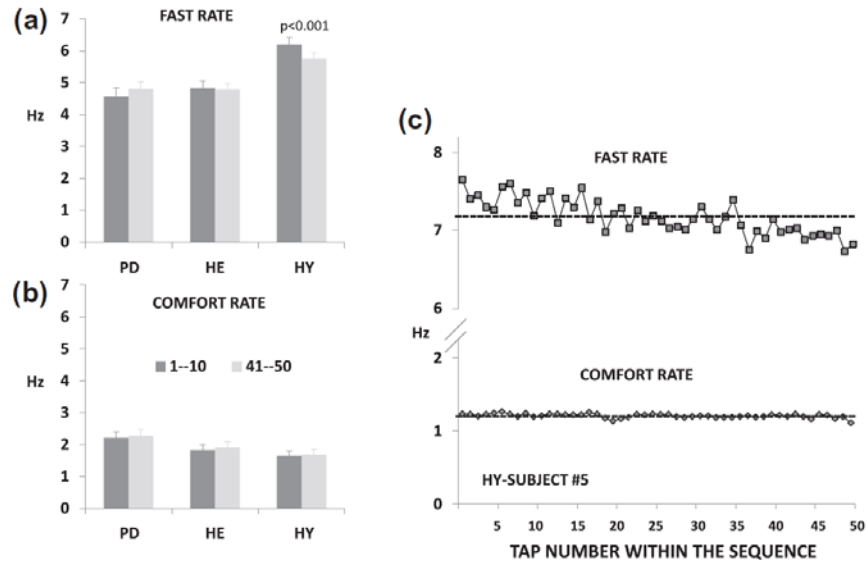 (a)
FAST RATE
7
6
5
4
3
2
1
0
Hz
p<0.001
PD HE HY
(b)
COMFORT RATE
7
6
5
4
3
2
1
0
Hz
1--10 41--50
PD HE HY
(c)
FAST RATE
8
7
6
Hz
2
1
0
COMFORT RATE
HY-SUBJECT #5
5 10 15 20 25 30 35 40 45 50
TAP NUMBER WITHIN THE SEQUENCE